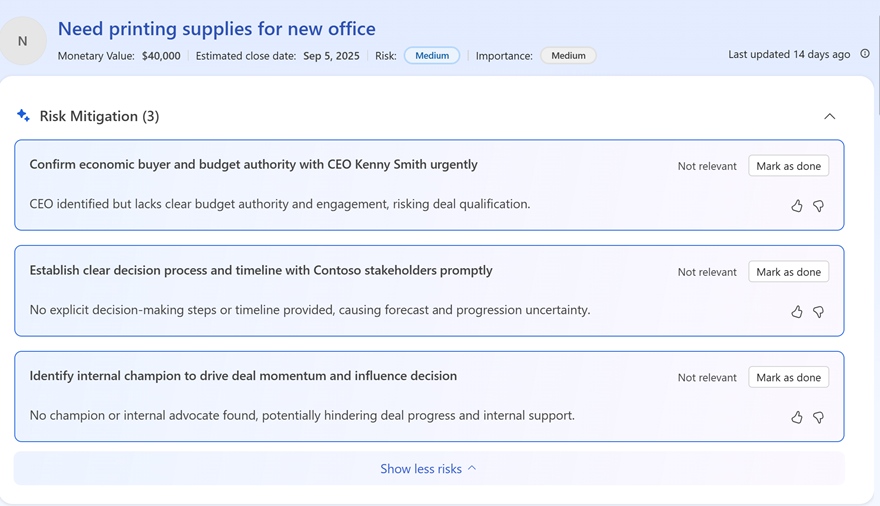 N
Need printing supplies for new office
Monetary Value: $40,000 Estimated close date: Sep 5, 2025 Risk: Medium Importance: Medium
Last updated 14 days ago
Risk Mitigation (3)
Confirm economic buyer and budget authority with CEO Kenny Smith urgently
Not relevant Mark as done
CEO identified but lacks clear budget authority and engagement, risking deal qualification.
Establish clear decision process and timeline with Contoso stakeholders promptly
Not relevant Mark as done
No explicit decision-making steps or timeline provided, causing forecast and progression uncertainty.
Identify internal champion to drive deal momentum and influence decision
Not relevant Mark as done
No champion or internal advocate found, potentially hindering deal progress and internal support.
Show less risks